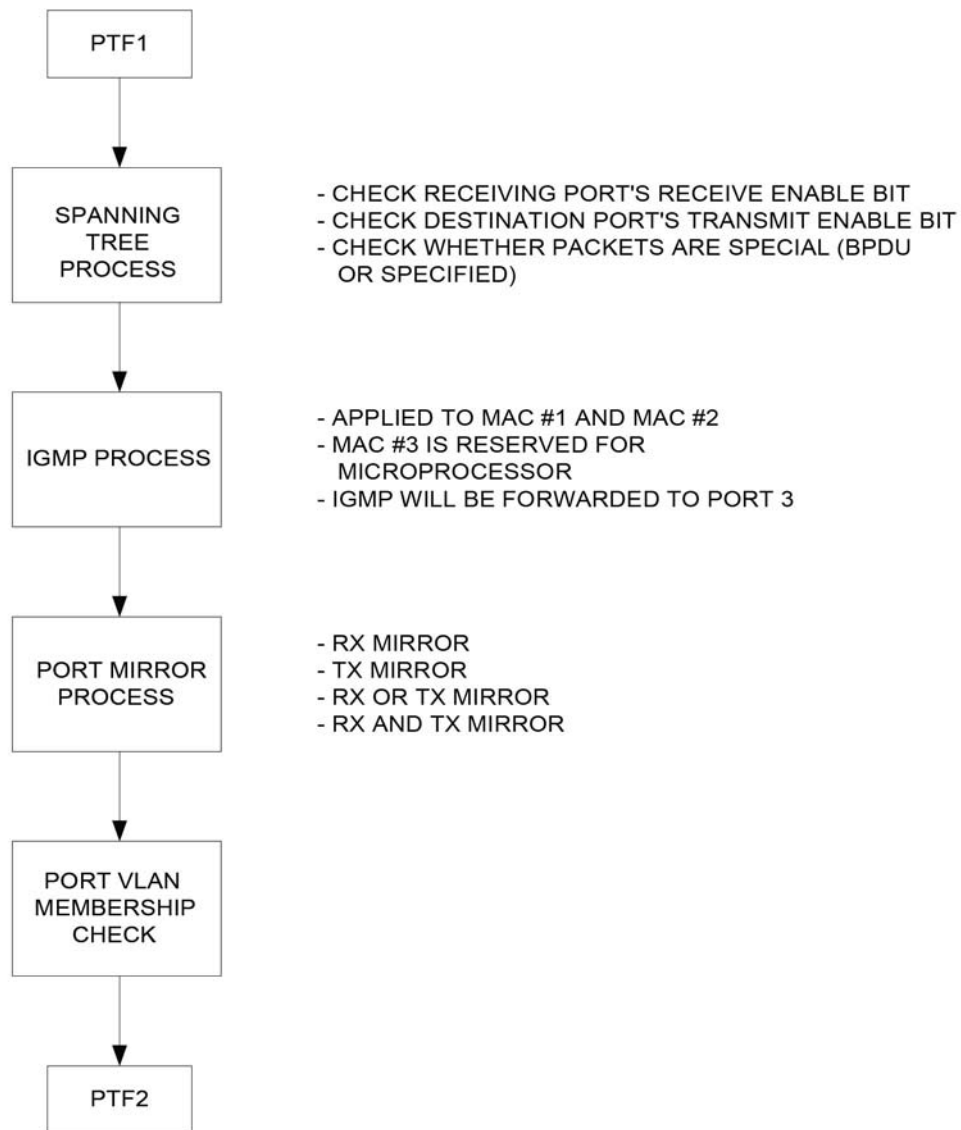 PTF1
SPANNING
TREE
PROCESS
- CHECK RECEIVING PORT'S RECEIVE ENABLE BIT
- CHECK DESTINATION PORT'S TRANSMIT ENABLE BIT
- CHECK WHETHER PACKETS ARE SPECIAL (BPDU
OR SPECIFIED)
IGMP PROCESS
- APPLIED TO MAC #1 AND MAC #2
- MAC #3 IS RESERVED FOR
MICROPROCESSOR
- IGMP WILL BE FORWARDED TO PORT 3
PORT MIRROR
PROCESS
- RX MIRROR
- TX MIRROR
- RX OR TX MIRROR
- RX AND TX MIRROR
PORT VLAN
MEMBERSHIP
CHECK
PTF2